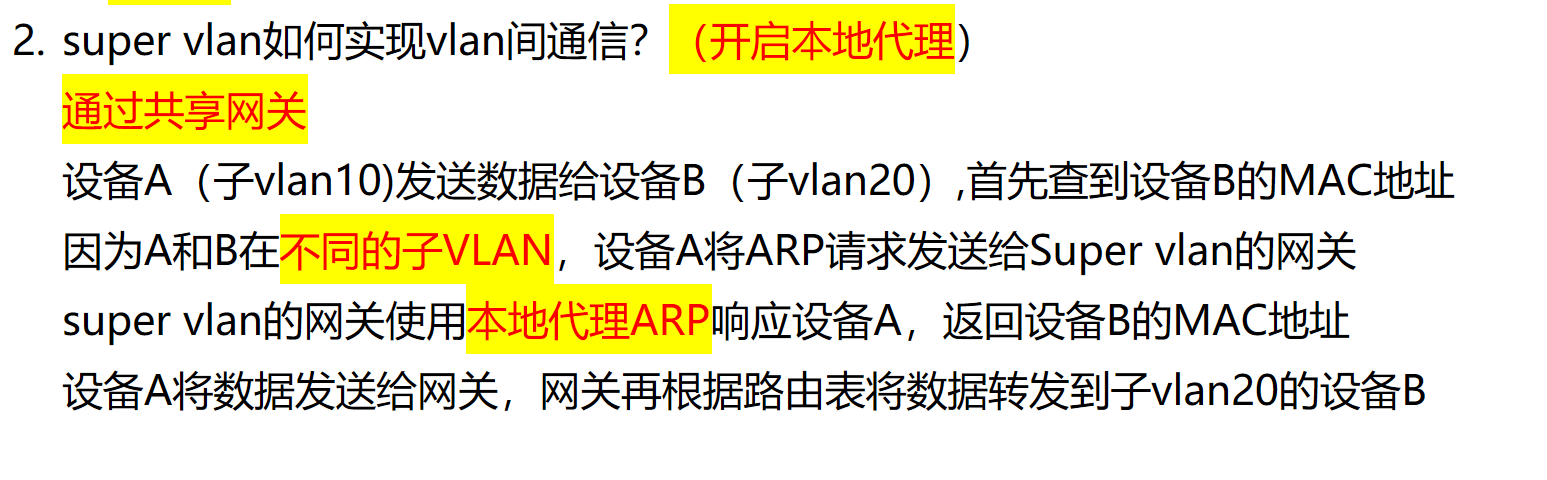 2. super vlan如何实现vlan间通信？（开启本地代理）
通过共享网关
设备A（子vlan10)发送数据给设备B（子vlan20）,首先查到设备B的MAC地址
因为A和B在不同的子VLAN，设备A将ARP请求发送给Super vlan的网关
super vlan的网关使用本地代理ARP响应设备A，返回设备B的MAC地址
设备A将数据发送给网关，网关再根据路由表将数据转发到子vlan20的设备B